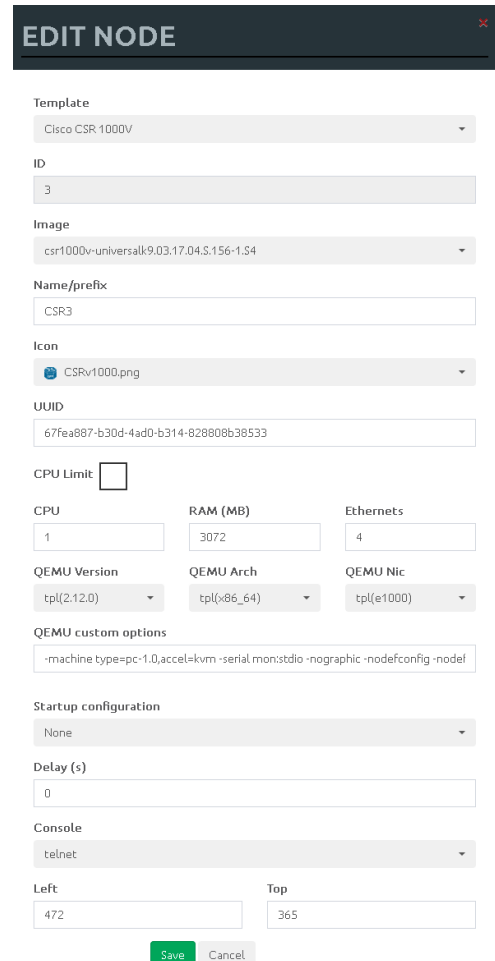 EDIT NODE
×
Template
Cisco CSR 1000V
ID
3
Image
csr1000v-universalk9.03.17.04.S.156-1.S4
Name/prefix
CSR3
Icon
CSRv1000.png
UUID
67fea887-b30d-4ad0-b314-828808b38533
CPU Limit
CPU RAM (MB) Ethernets
1 3072 4
QEMU Version QEMU Arch QEMU Nic
tpl(2.12.0) tpl(x86_64) tpl(e1000)
QEMU custom options
-machine type=pc-1.0,accel=kvm -serial mon:stdio -nographic -nodefconfig -nodef
Startup configuration
None
Delay (s)
0
Console
telnet
Left Top
472 365
Save Cancel